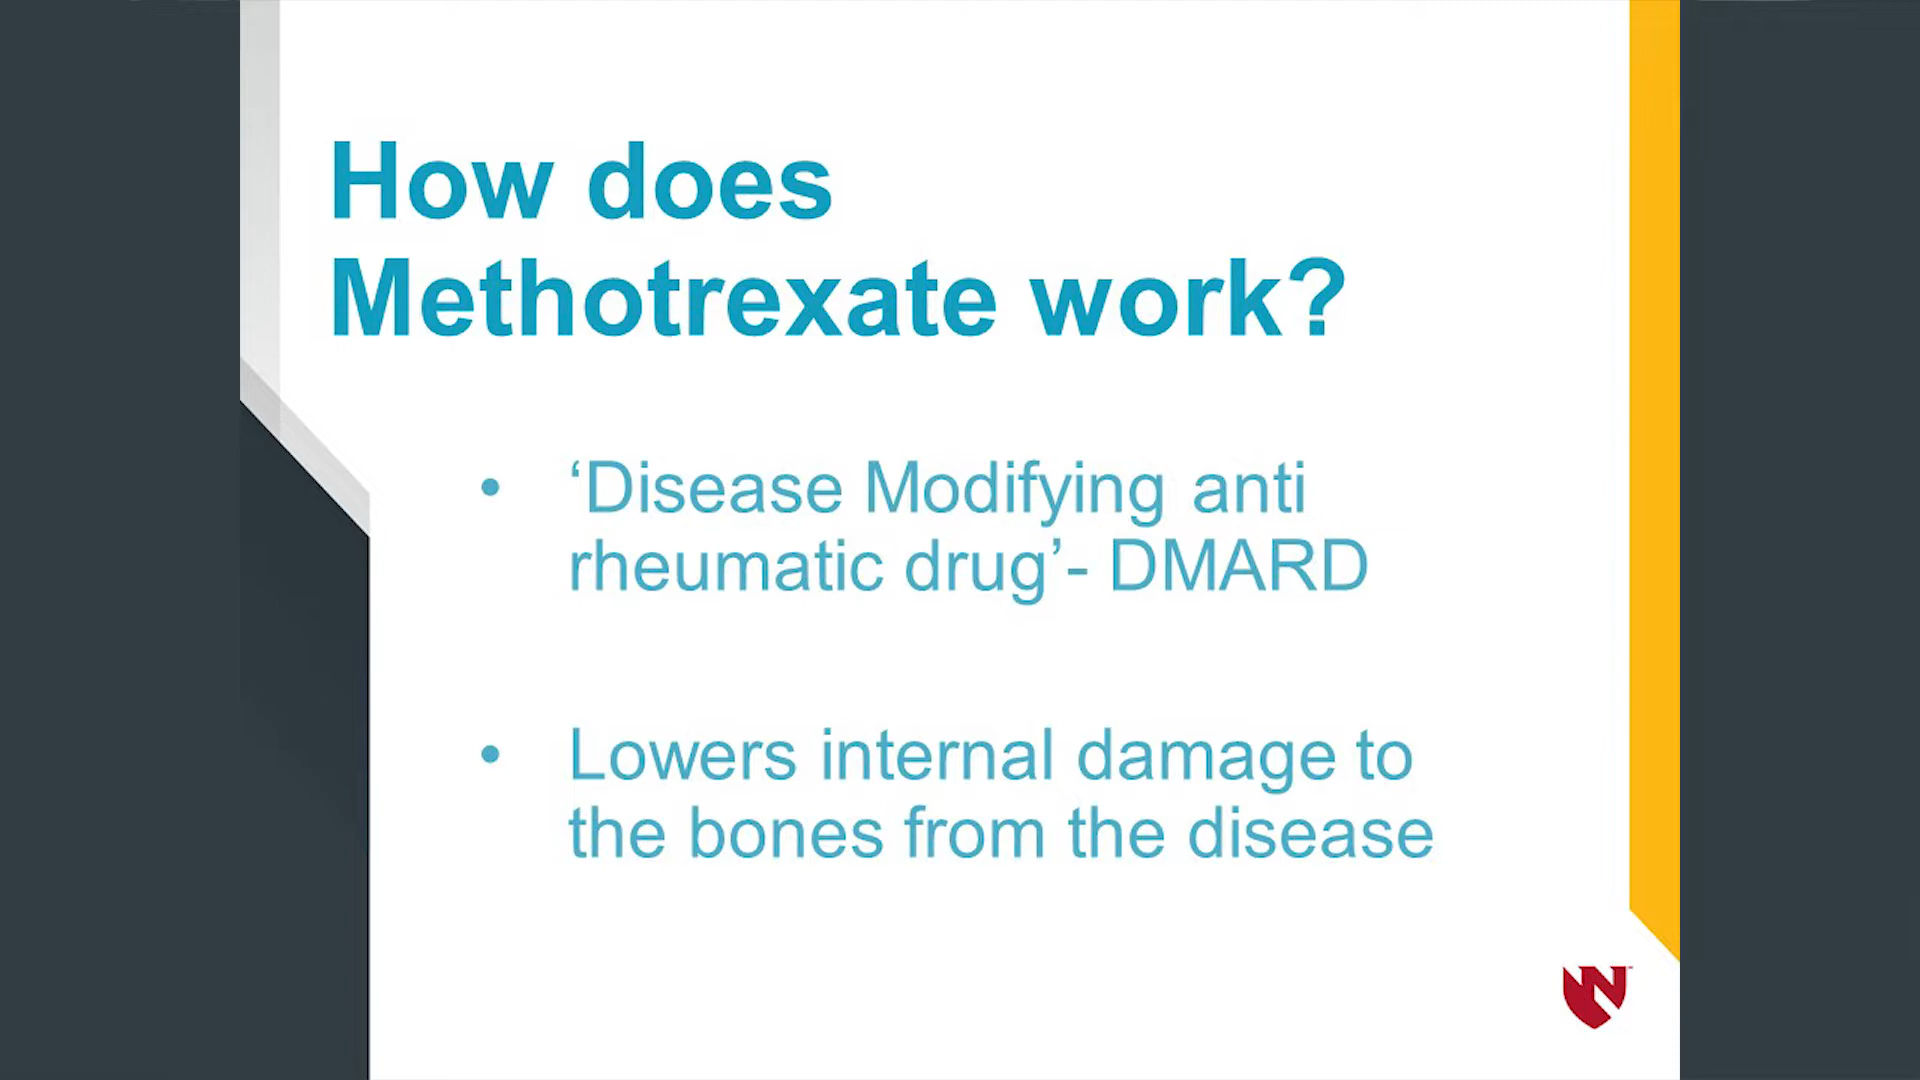 How does
Methotrexate work?
• ‘Disease Modifying anti
rheumatic drug’- DMARD
• Lowers internal damage to
the bones from the disease